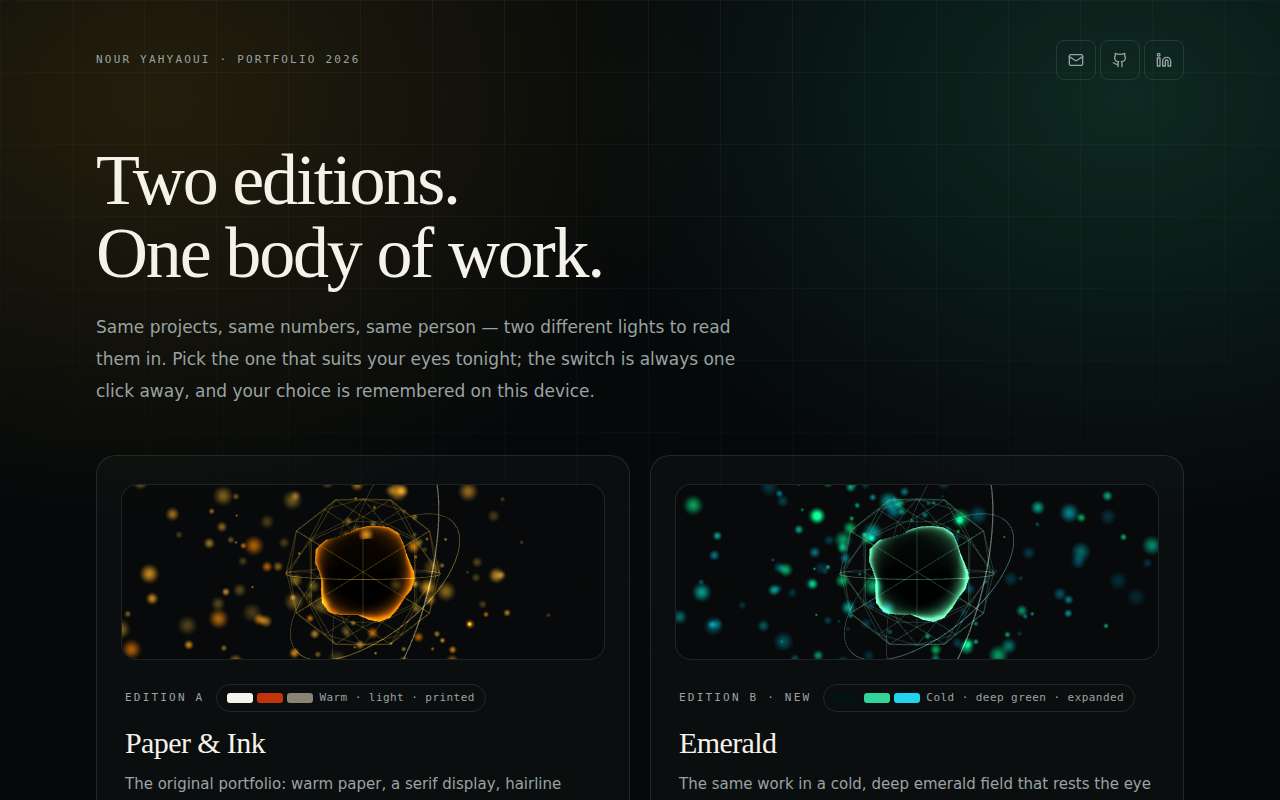 NOUR YAHYAOUI · PORTFOLIO 2026
Two editions.
One body of work.
Same projects, same numbers, same person — two different lights to read
them in. Pick the one that suits your eyes tonight; the switch is always one
click away, and your choice is remembered on this device.
EDITION A
Warm · light · printed
Paper & Ink
The original portfolio: warm paper, a serif display, hairline
EDITION B · NEW
Cold · deep green · expanded
Emerald
The same work in a cold, deep emerald field that rests the eye